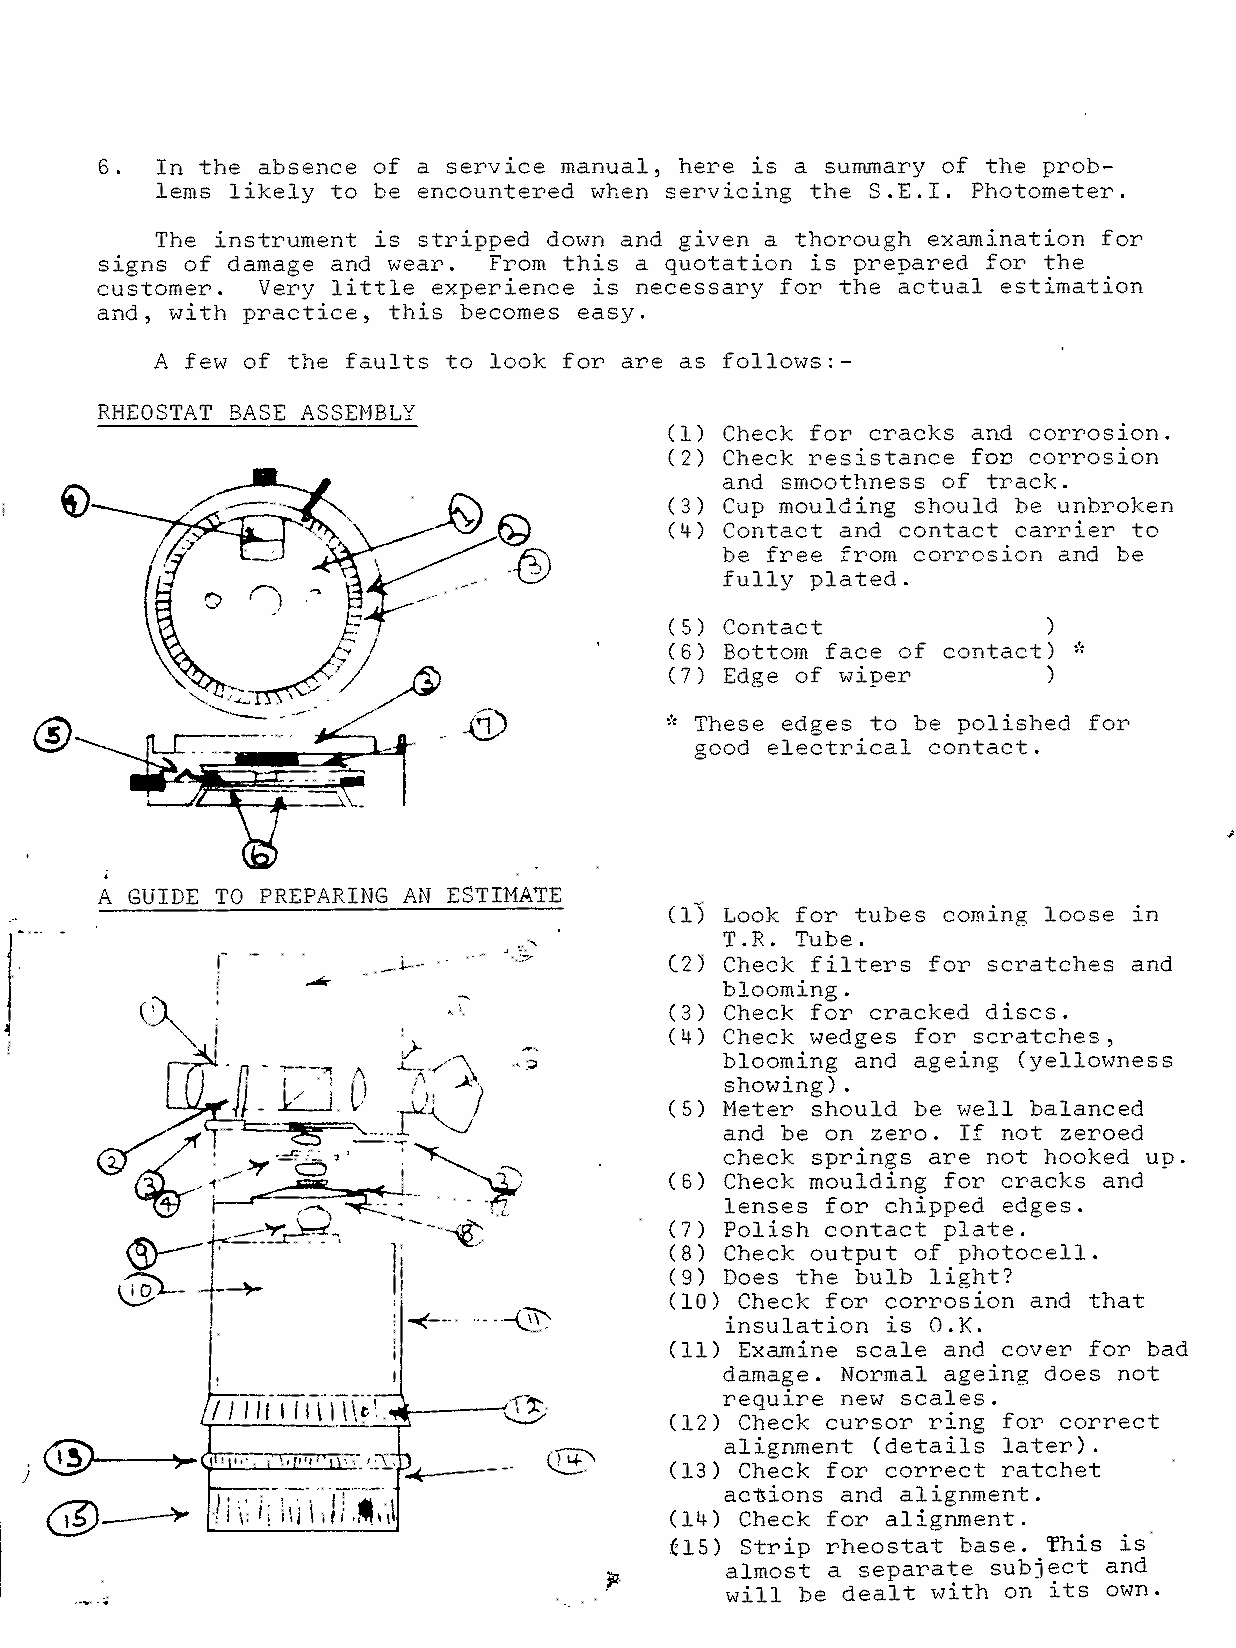 6. In the absence of a service manual, here is a summary of the prob-
lems likely to be encountered when servicing the S.E.I. Photometer.
The instrument is stripped down and given a thorough examination for
signs of damage and wear. From this a quotation is prepared for the
customer. Very little experience is necessary for the actual estimation
and, with practice, this becomes easy.
A few of the faults to look for are as follows:-
RHEOSTAT BASE ASSEMBLY
(1) Check for cracks and corrosion.
(2) Check resistance for corrosion
and smoothness of track.
(3) Cup moulding should be unbroken
(4) Contact and contact carrier to
be free from corrosion and be
fully plated.
(5) Contact )
(6) Bottom face of contact) *
(7) Edge of wiper )
* These edges to be polished for
good electrical contact.
4
1
2
3
3
5
7
6
A GUIDE TO PREPARING AN ESTIMATE
(1) Look for tubes coming loose in
T.R. Tube.
(2) Check filters for scratches and
blooming.
(3) Check for cracked discs.
(4) Check wedges for scratches,
blooming and ageing (yellowness
showing).
(5) Meter should be well balanced
and be on zero. If not zeroed
check springs are not hooked up.
(6) Check moulding for cracks and
lenses for chipped edges.
(7) Polish contact plate.
(8) Check output of photocell.
(9) Does the bulb light?
(10) Check for corrosion and that
insulation is O.K.
(11) Examine scale and cover for bad
damage. Normal ageing does not
require new scales.
(12) Check cursor ring for correct
alignment (details later).
(13) Check for correct ratchet
actions and alignment.
(14) Check for alignment.
(15) Strip rheostat base. This is
almost a separate subject and
will be dealt with on its own.
1
2
3
4
3
8
9
10
11
12
13
14
15